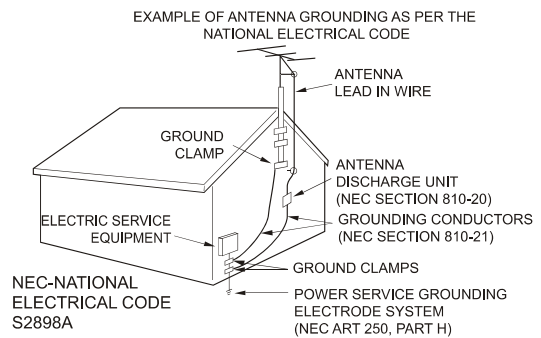 EXAMPLE OF ANTENNA GROUNDING AS PER THE
NATIONAL ELECTRICAL CODE
ANTENNA
LEAD IN WIRE
GROUND
CLAMP
ANTENNA
DISCHARGE UNIT
(NEC SECTION 810-20)
ELECTRIC SERVICE
EQUIPMENT
GROUNDING CONDUCTORS
(NEC SECTION 810-21)
GROUND CLAMPS
NEC-NATIONAL
ELECTRICAL CODE
S2898A
POWER SERVICE GROUNDING
ELECTRODE SYSTEM
(NEC ART 250, PART H)